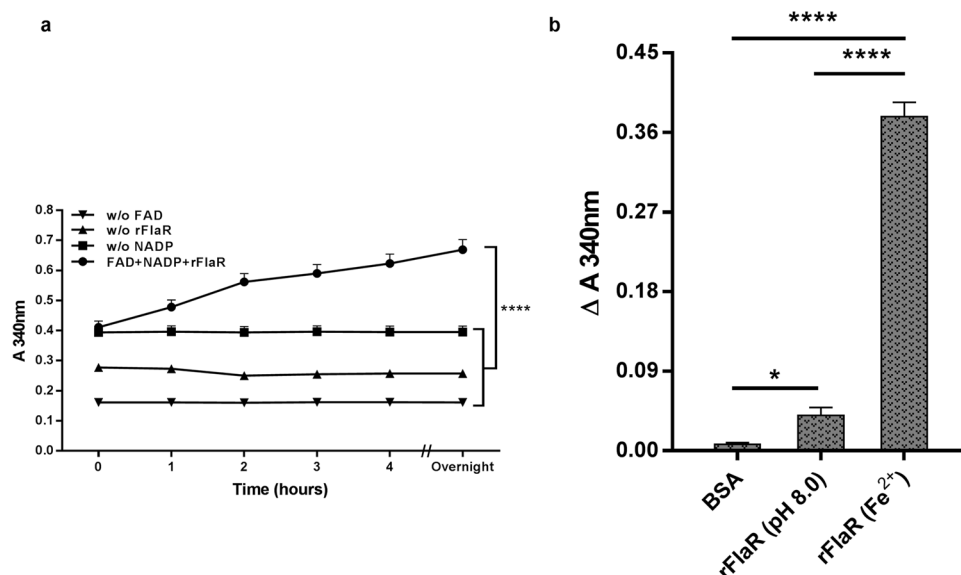 a
0.8
0.7
0.6
0.5
0.4
0.3
0.2
0.1
0.0
A 340nm
w/o FAD
w/o rFlaR
w/o NADP
FAD+NADP+rFlaR
****
0
1
2
3
4
Overnight
Time (hours)
b
****
****
*
0.45
0.36
0.27
0.18
0.09
0.00
△ A 340nm
BSA
rFlaR (pH 8.0)
rFlaR (Fe²⁺)